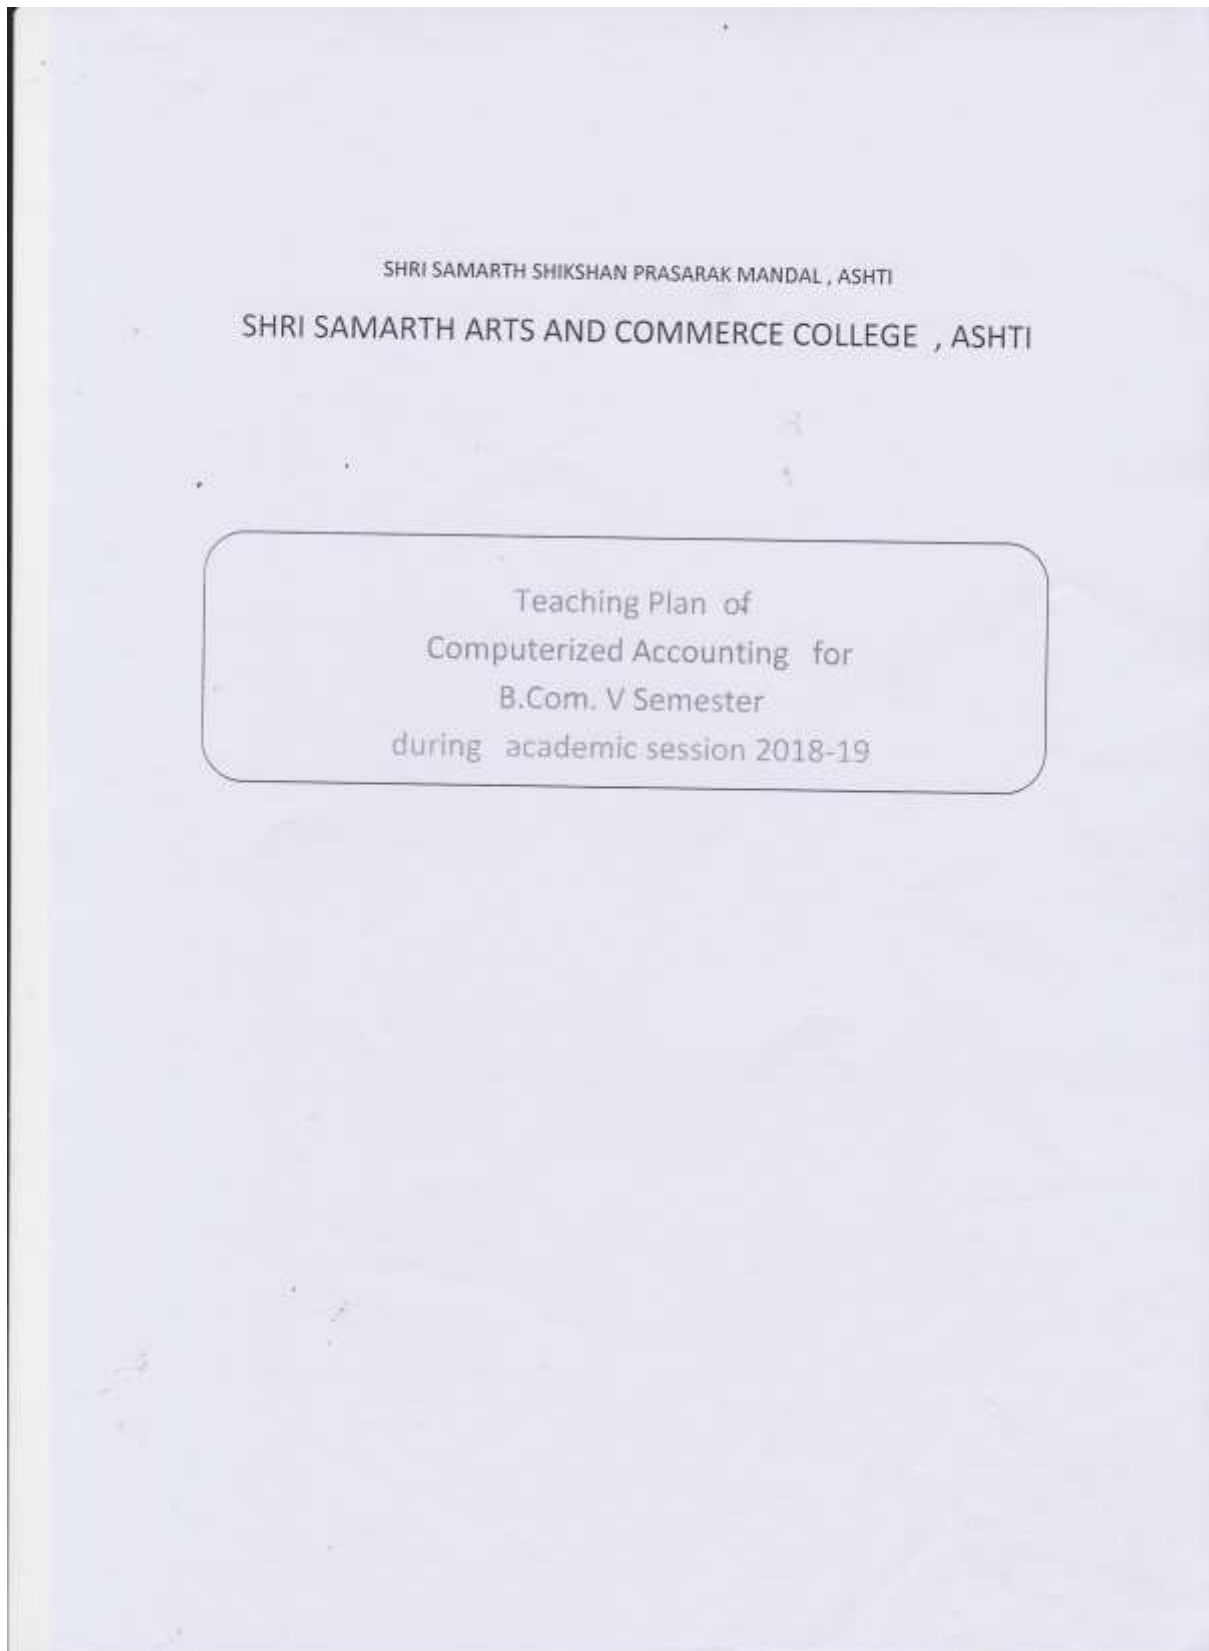 SHRI SAMARTH SHIKSHAN PRASARAK MANDAL , ASHTI
SHRI SAMARTH ARTS AND COMMERCE COLLEGE , ASHTI
Teaching Plan of
Computerized Accounting for
B.Com. V Semester
during academic session 2018-19